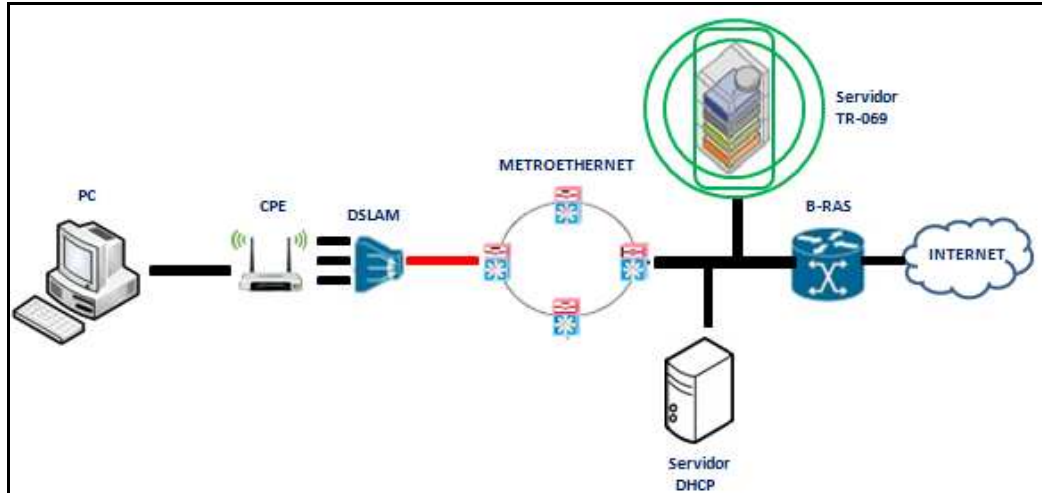 Servidor
TR-069
METROETHERNET
PC
CPE
DSLAM
B-RAS
INTERNET
Servidor
DHCP